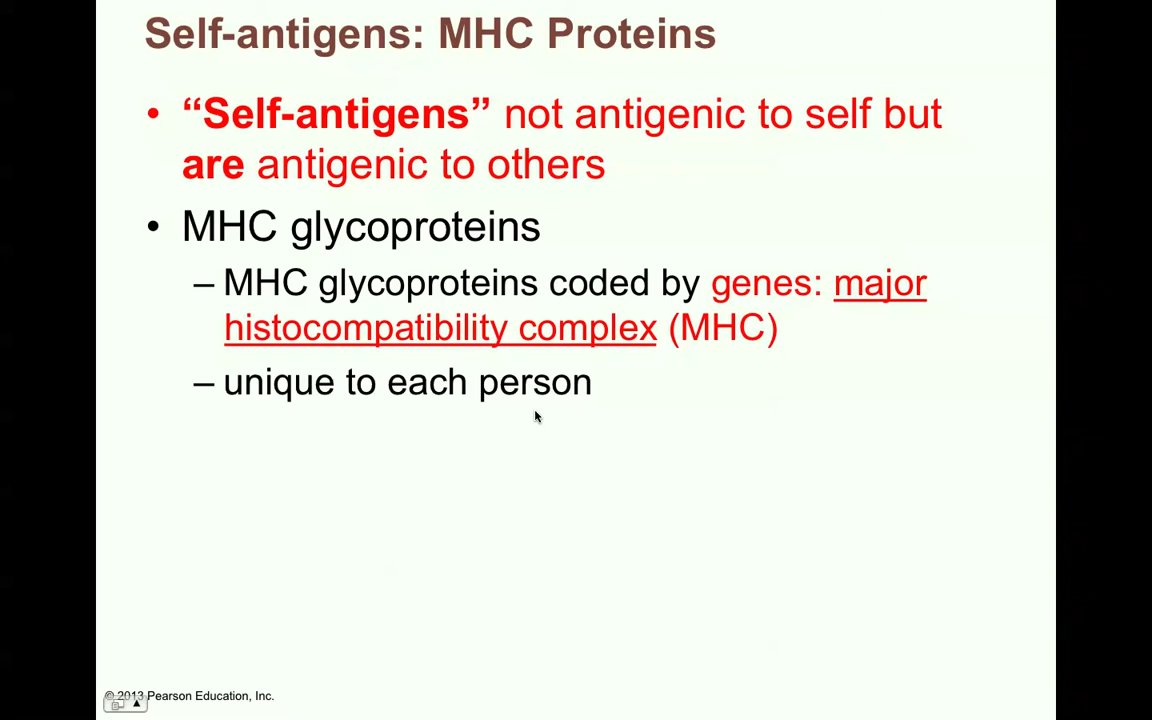 Self-antigens: MHC Proteins
• “Self-antigens” not antigenic to self but
are antigenic to others
• MHC glycoproteins
– MHC glycoproteins coded by genes: major
histocompatibility complex (MHC)
– unique to each person
© 2013 Pearson Education, Inc.